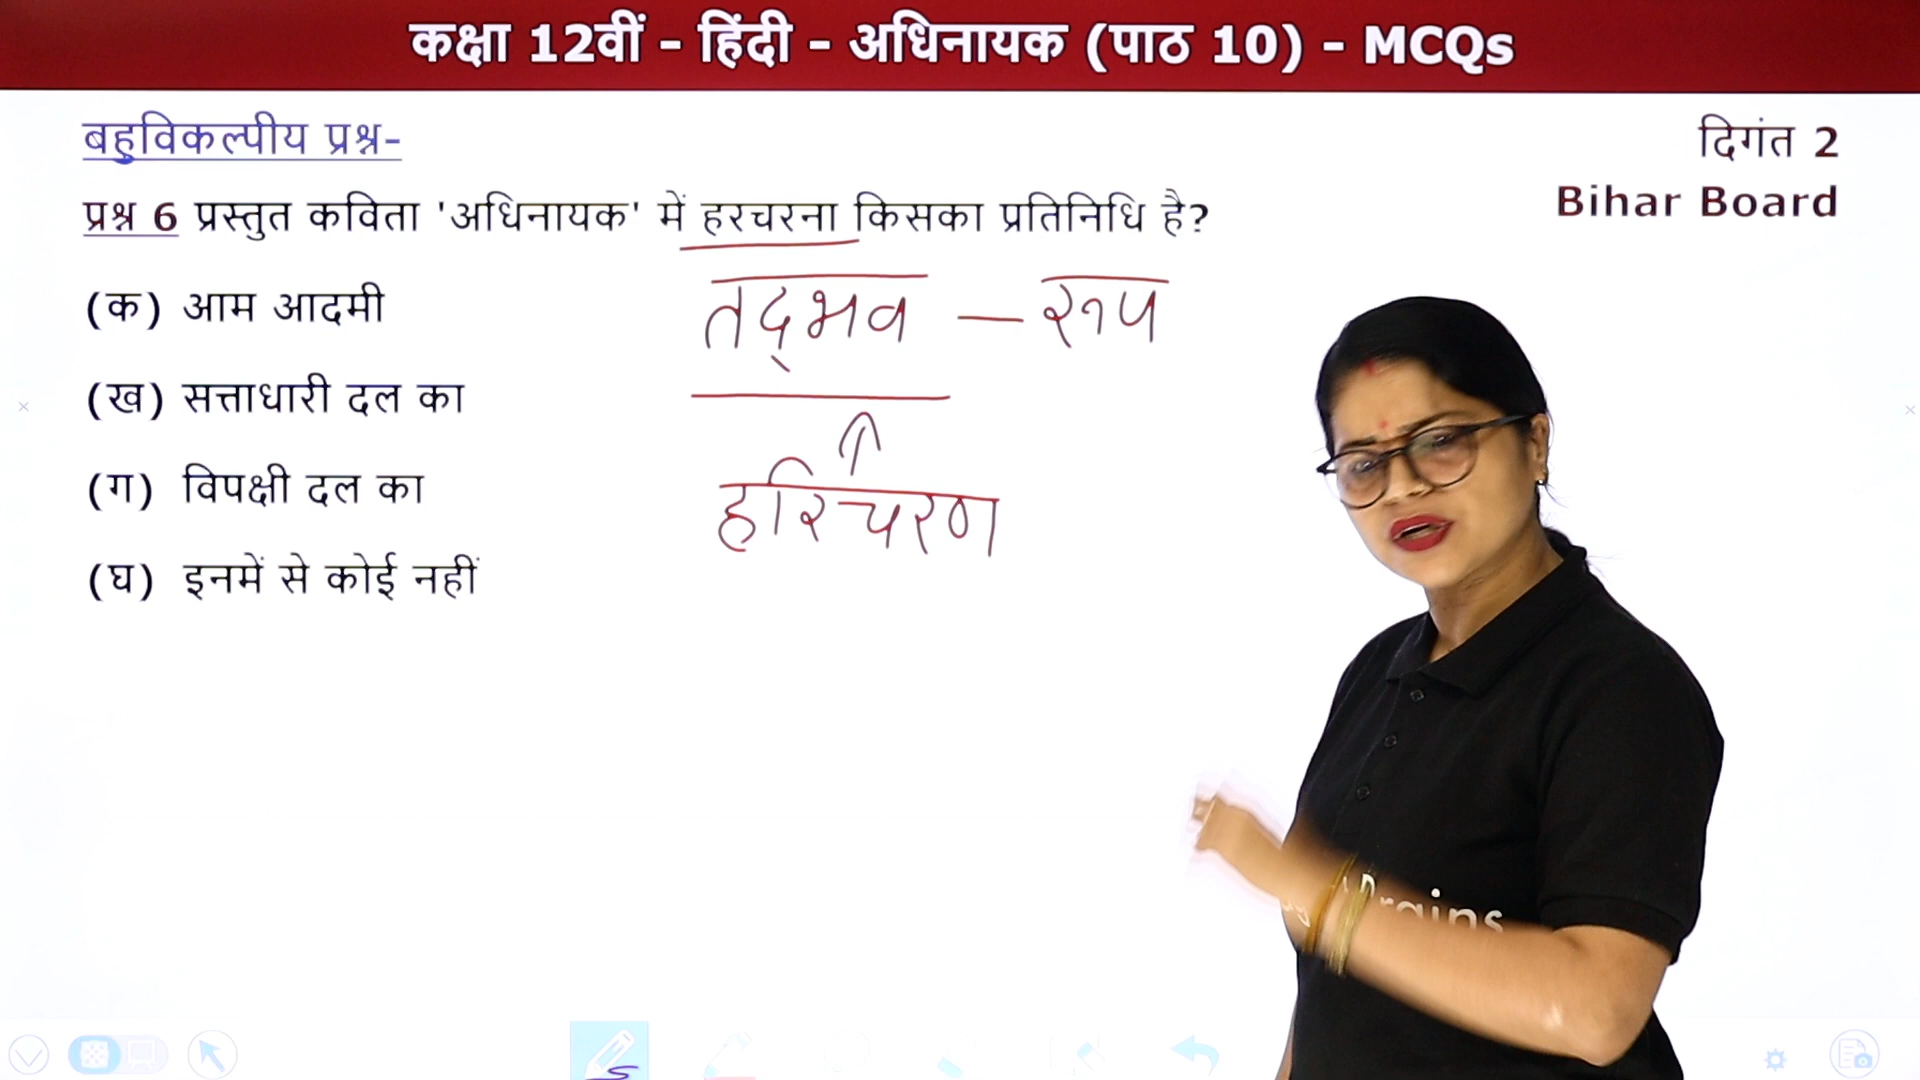 कक्षा 12वीं - हिंदी - अधिनायक (पाठ 10) - MCQs
बहुविकल्पीय प्रश्न-
दिगंत 2
Bihar Board
प्रश्न 6 प्रस्तुत कविता 'अधिनायक' में हरचरना किसका प्रतिनिधि है?
(क) आम आदमी
(ख) सत्ताधारी दल का
(ग) विपक्षी दल का
(घ) इनमें से कोई नहीं
तद्भव — रूप
हरिचरण